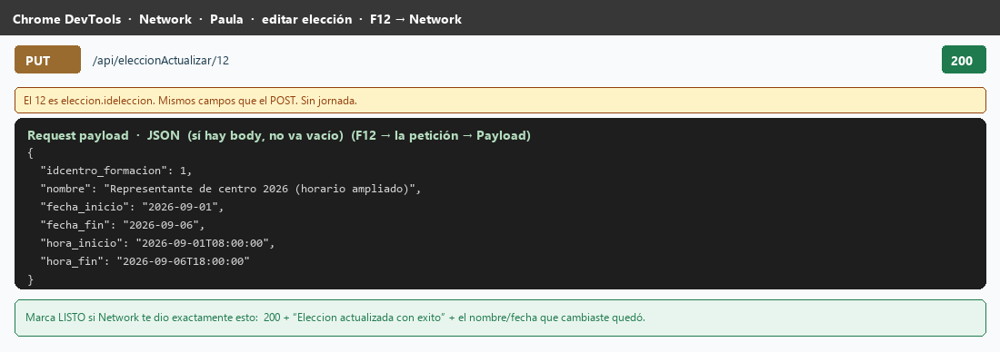 Chrome DevTools · Network · Paula · editar elección · F12 → Network
PUT /api/eleccionActualizar/12 200
El 12 es eleccion.ideleccion. Mismos campos que el POST. Sin jornada.
Request payload · JSON (sí hay body, no va vacío) (F12 → la petición → Payload)
{
  "idcentro_formacion": 1,
  "nombre": "Representante de centro 2026 (horario ampliado)",
  "fecha_inicio": "2026-09-01",
  "fecha_fin": "2026-09-06",
  "hora_inicio": "2026-09-01T08:00:00",
  "hora_fin": "2026-09-06T18:00:00"
}
Marca LISTO si Network te dio exactamente esto: 200 + “Eleccion actualizada con exito” + el nombre/fecha que cambiaste quedó.